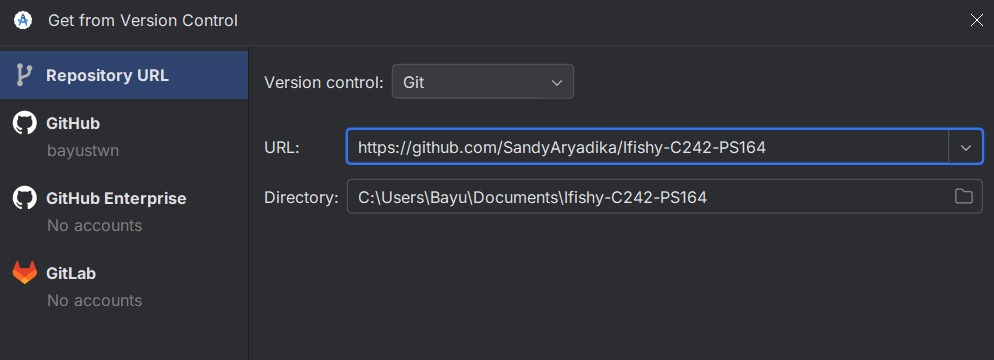 Get from Version Control
Repository URL
GitHub
bayustwn
GitHub Enterprise
No accounts
GitLab
No accounts
Version control: Git
URL: https://github.com/SandyAryadika/Ifishy-C242-PS164
Directory: C:\Users\Bayu\Documents\Ifishy-C242-PS164